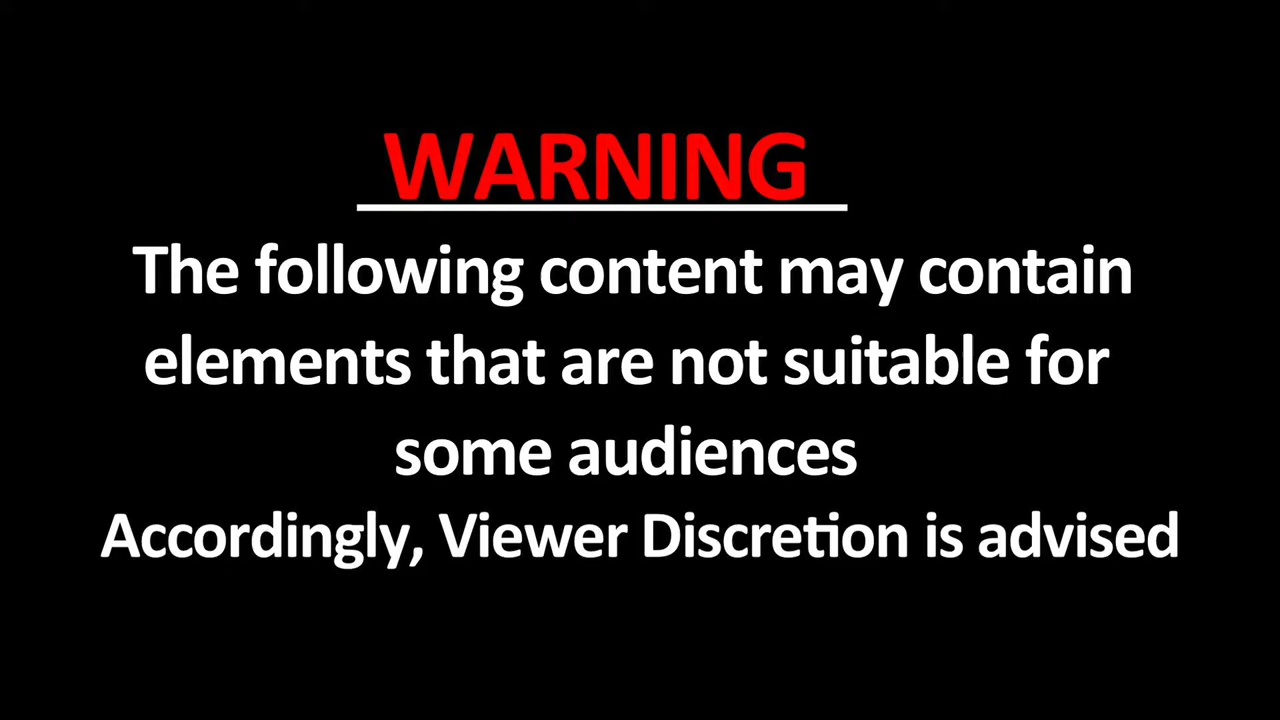 WARNING
The following content may contain
elements that are not suitable for
some audiences
Accordingly, Viewer Discretion is advised